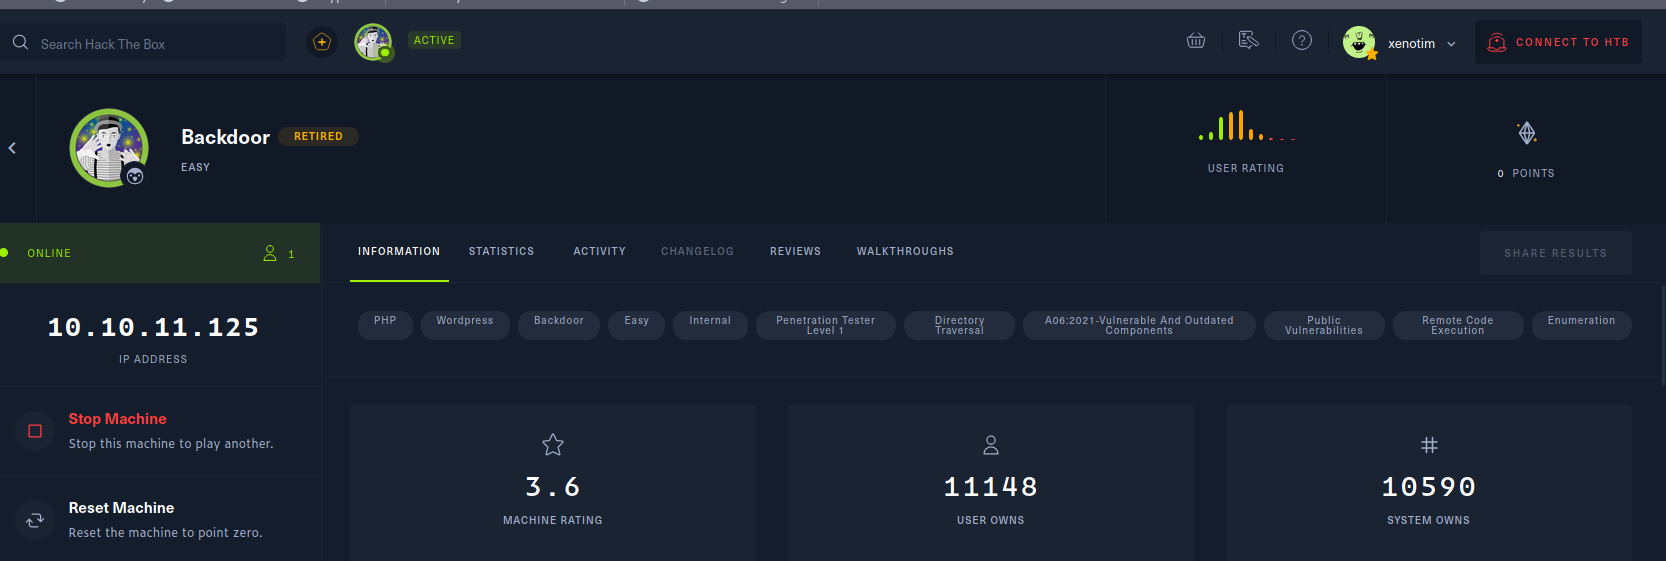 Search Hack The Box
ACTIVE
xenotim
CONNECT TO HTB
Backdoor
RETIRED
EASY
USER RATING
0 POINTS
ONLINE
1
INFORMATION
STATISTICS
ACTIVITY
CHANGELOG
REVIEWS
WALKTHROUGHS
SHARE RESULTS
10.10.11.125
IP ADDRESS
PHP
Wordpress
Backdoor
Easy
Internal
Penetration Tester
Level 1
Directory
Traversal
A06:2021-Vulnerable And Outdated
Components
Public
Vulnerabilities
Remote Code
Execution
Enumeration
Stop Machine
Stop this machine to play another.
Reset Machine
Reset the machine to point zero.
3.6
MACHINE RATING
11148
USER OWNS
10590
SYSTEM OWNS